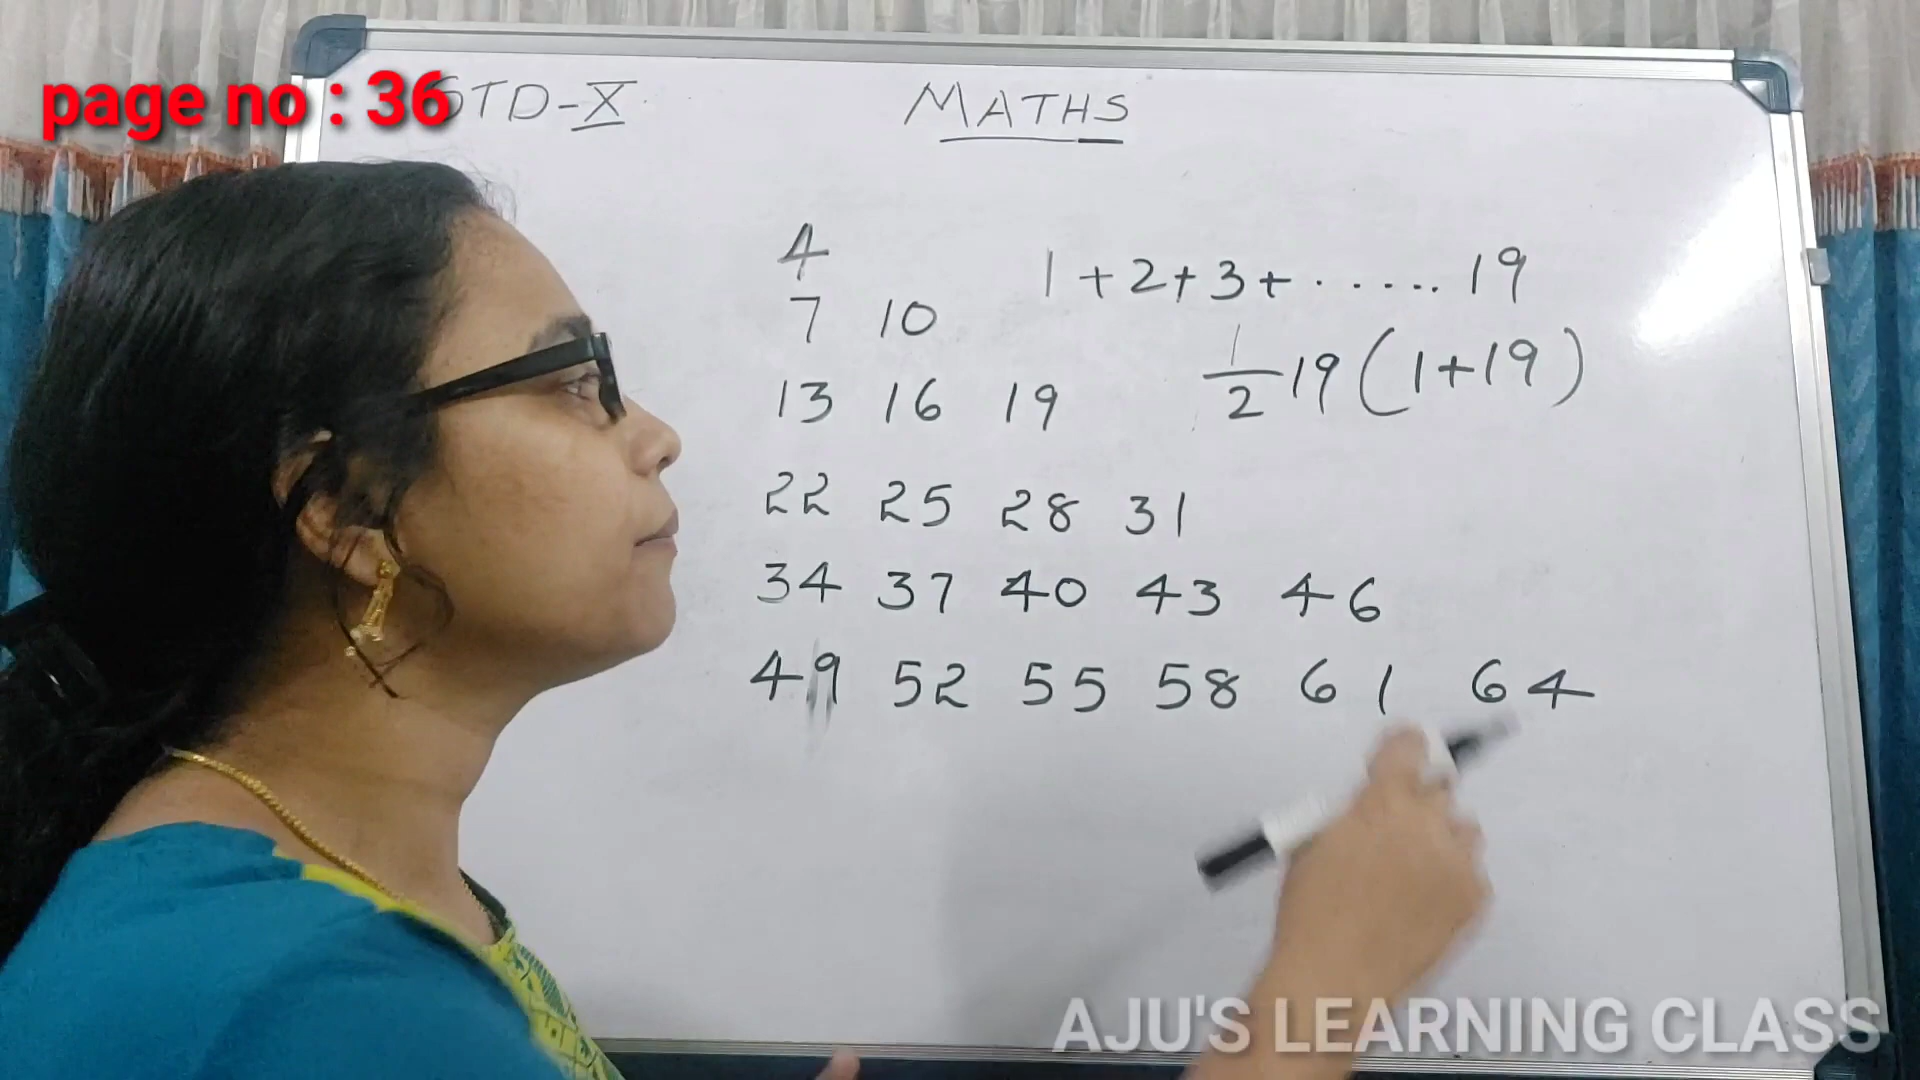 page no : 36
STD-X
MATHS
4
7 10
13 16 19
22 25 28 31
34 37 40 43 46
49 52 55 58 61 64
1+2+3+......19
1/2 19(1+19)
AJU'S LEARNING CLASS